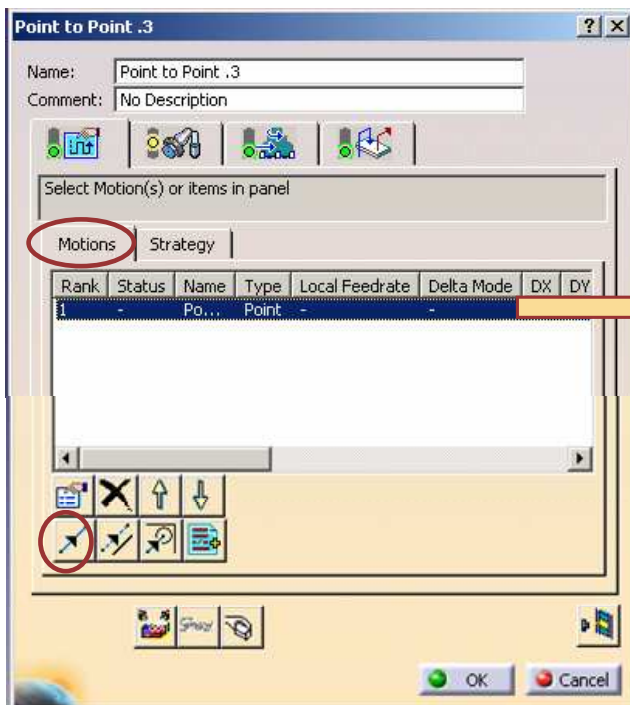 Point to Point .3
? ×
Name: Point to Point .3
Comment: No Description
Select Motion(s) or items in panel
Motions Strategy
Rank Status Name Type Local Feedrate Delta Mode DX DY
1 - Po... Point - -
OK Cancel